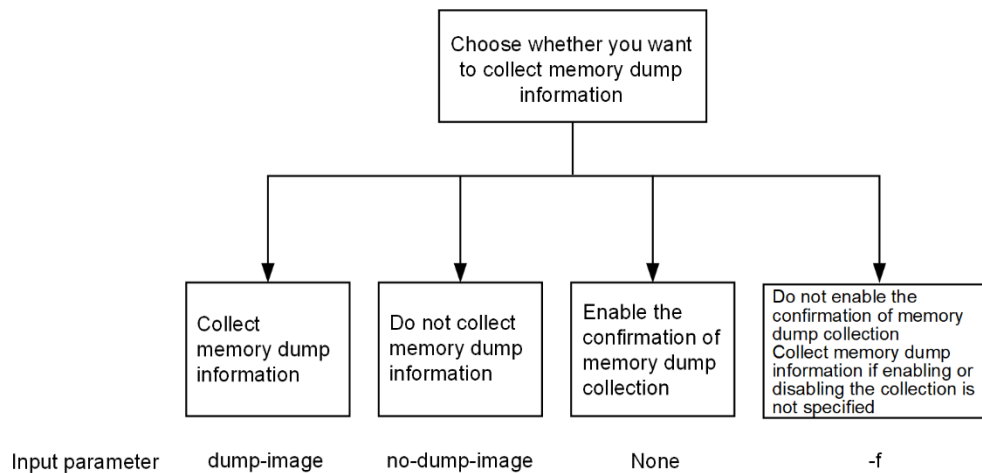 Choose whether you want
to collect memory dump
information
Collect
memory dump
information
Do not collect
memory dump
information
Enable the
confirmation of
memory dump
collection
Do not enable the
confirmation of memory
dump collection
Collect memory dump
information if enabling or
disabling the collection is
not specified
Input parameter dump-image no-dump-image None -f